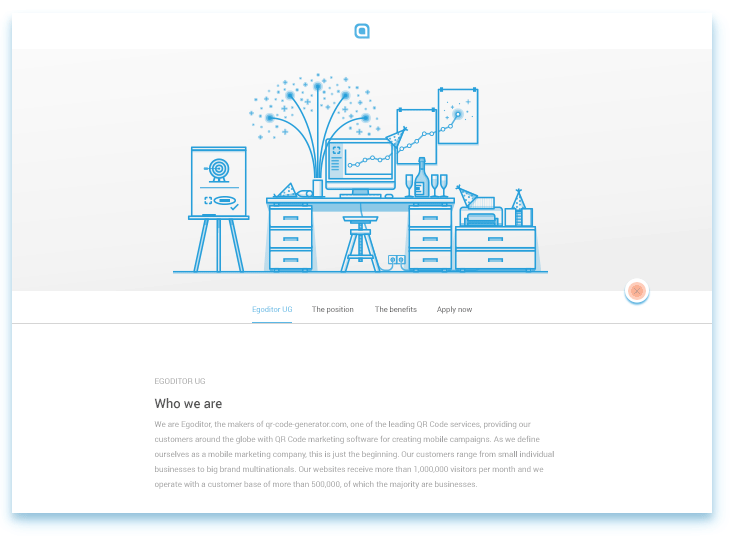 Egoditor UG
The position
The benefits
Apply now
EGODITOR UG
Who we are
We are Egoditor, the makers of qr-code-generator.com, one of the leading QR Code services, providing our
customers around the globe with QR Code marketing software for creating mobile campaigns. As we define
ourselves as a mobile marketing company, this is just the beginning. Our customers range from small individual
businesses to big brand multinationals. Our websites receive more than 1,000,000 visitors per month and we
operate with a customer base of more than 500,000, of which the majority are businesses.